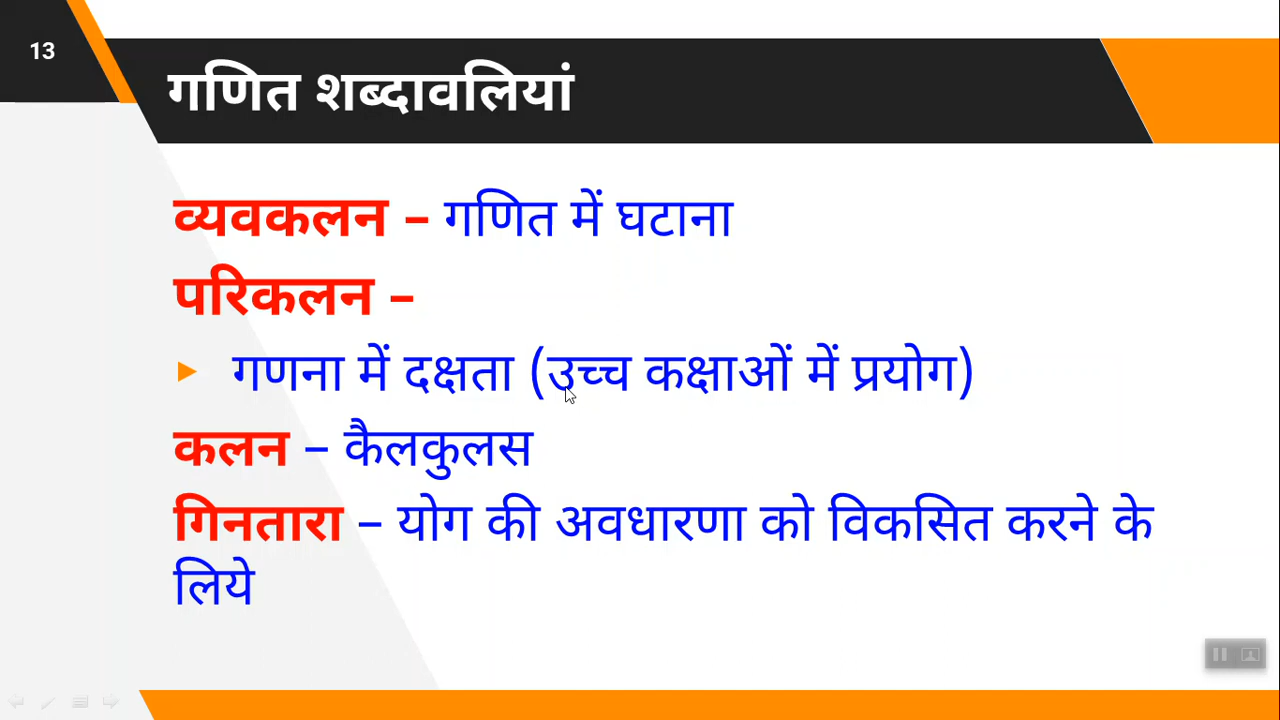 13
गणित शब्दावलियां
व्यवकलन – गणित में घटाना
परिकलन –
गणना में दक्षता (उच्च कक्षाओं में प्रयोग)
कलन – कैलकुलस
गिनतारा – योग की अवधारणा को विकसित करने के
लिये